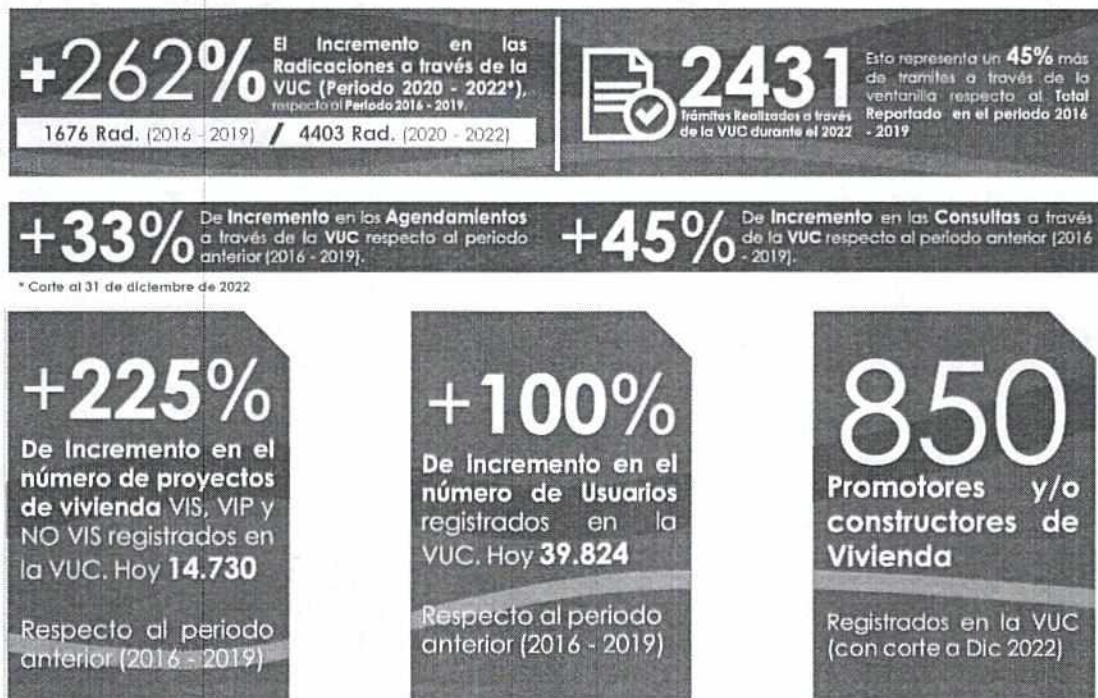 +262%
El Incremento en las
Radicaciones a través de la
VUC (Periodo 2020 - 2022*),
respecto al Periodo 2016 - 2019.
1676 Rad. (2016 - 2019) / 4403 Rad. (2020 - 2022)
2431
Trámites Realizados a través
de la VUC durante el 2022
Esto representa un 45% más
de tramites a través de la
ventanilla respecto al Total
Reportado en el periodo 2016
- 2019
+33%
De Incremento en los Agendamientos
a través de la VUC respecto al periodo
anterior (2016 - 2019).
+45%
De Incremento en las Consultas a través
de la VUC respecto al periodo anterior (2016
- 2019).
* Corte al 31 de diciembre de 2022
+225%
De Incremento en el
número de proyectos
de vivienda VIS, VIP y
NO VIS registrados en
la VUC. Hoy 14.730
Respecto al periodo
anterior (2016 - 2019)
+100%
De Incremento en el
número de Usuarios
registrados en la
VUC. Hoy 39.824
Respecto al periodo
anterior (2016 - 2019)
850
Promotores y/o
constructores de
Vivienda
Registrados en la VUC
(con corte a Dic 2022)